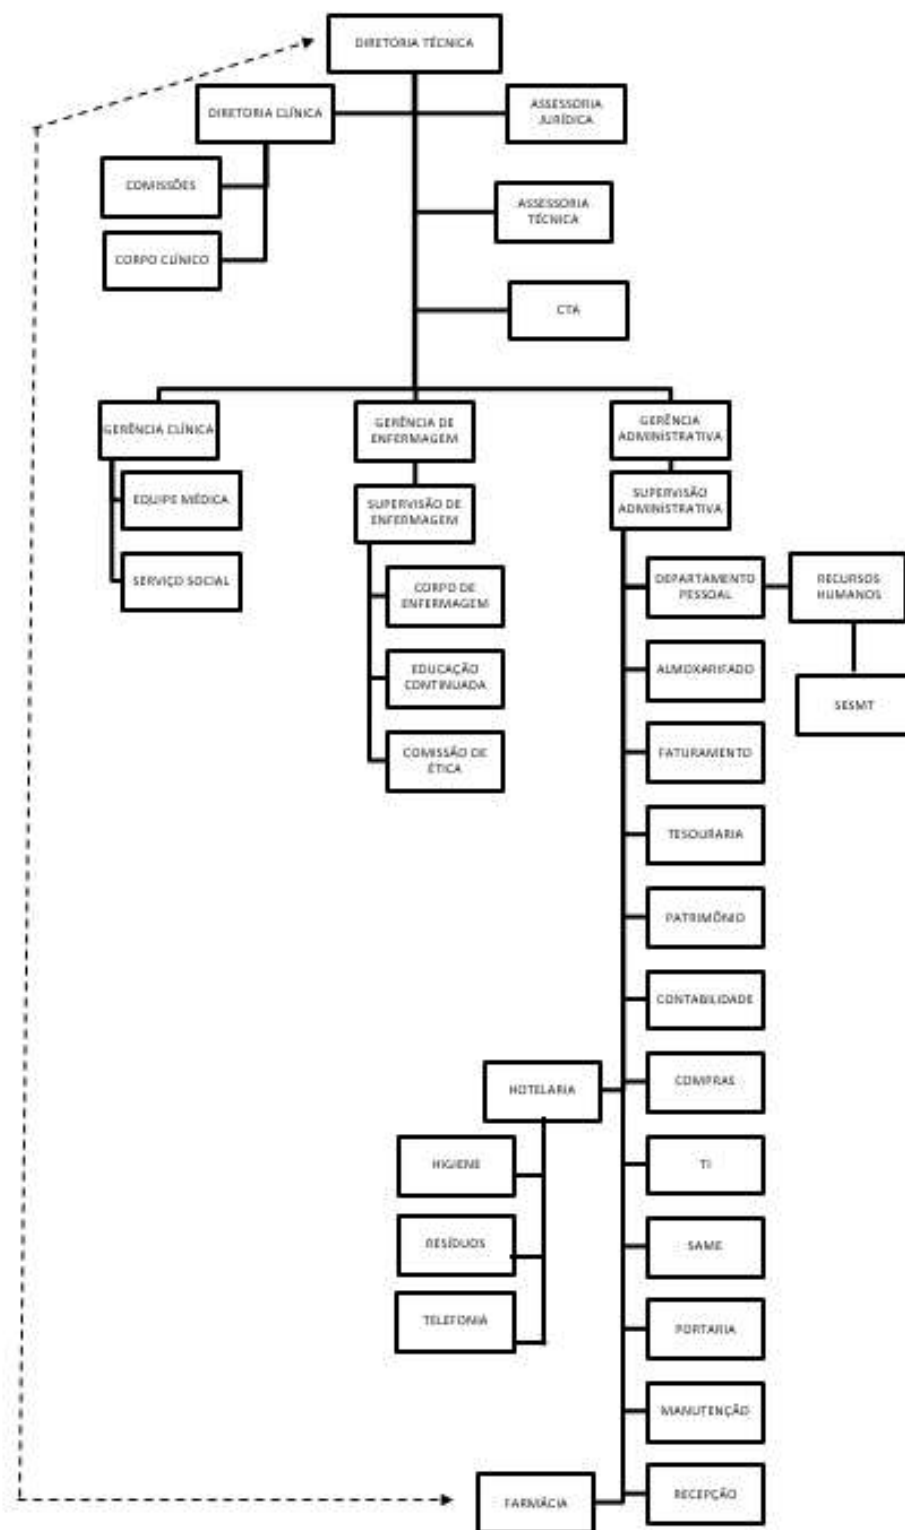 DIRETORIA TÉCNICA
DIRETORIA CLÍNICA
ASSESSORIA
JURÍDICA
COMISSÕES
ASSESSORIA
TÉCNICA
CORPO CLÍNICO
CTA
GERÊNCIA CLÍNICA
GERÊNCIA DE
ENFERMAGEM
GERÊNCIA
ADMINISTRATIVA
EQUIPE MÉDICA
SUPERVISÃO DE
ENFERMAGEM
SUPERVISÃO
ADMINISTRATIVA
SERVIÇO SOCIAL
CORPO DE
ENFERMAGEM
DEPARTAMENTO
PESSOAL
RECURSOS
HUMANOS
EDUCAÇÃO
CONTINUADA
ALMOXARIFADO
SESMT
COMISSÃO DE
ÉTICA
FATURAMENTO
TESOURARIA
PATRIMÔNIO
CONTABILIDADE
HOTELARIA
COMPRAS
HIGIENE
TI
RESÍDUOS
SAME
TELEFONIA
PORTARIA
MANUTENÇÃO
FARMÁCIA
RECEPÇÃO